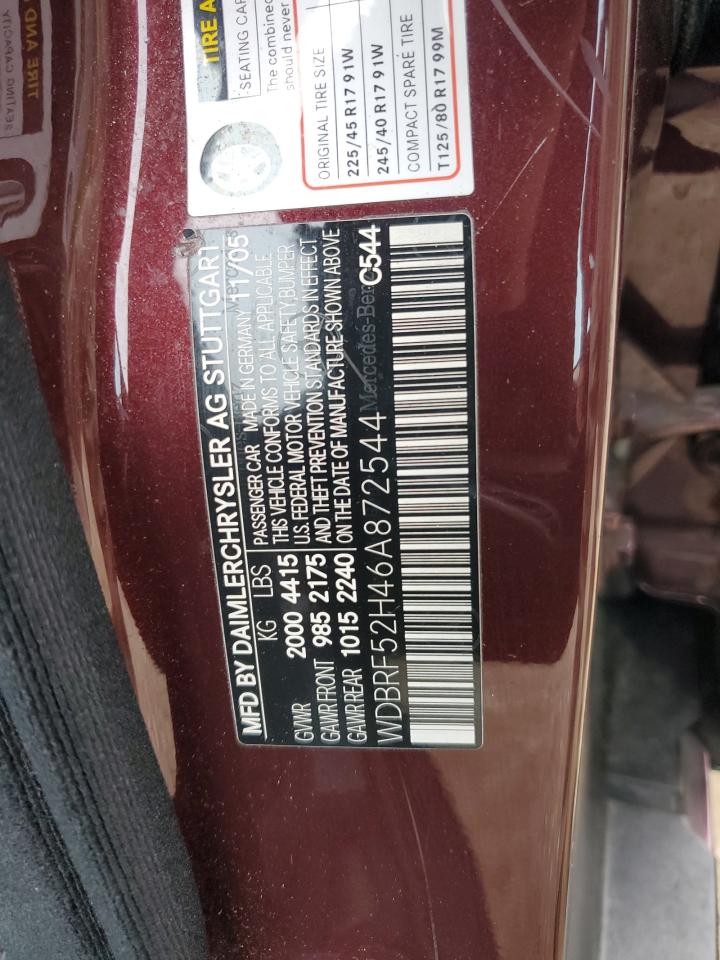 TIRE A
SEATING CAP
The combined
should never
ORIGINAL TIRE SIZE
225/45 R17 91W
245/40 R17 91W
COMPACT SPARE TIRE
T125/80 R17 99M
MFD BY DAIMLERCHRYSLER AG STUTTGART
KG LBS PASSENGER CAR MADE IN GERMANY 11/05
GVWR 2000 4415 THIS VEHICLE CONFORMS TO ALL APPLICABLE
U.S. FEDERAL MOTOR VEHICLE SAFETY/BUMPER
GAWR FRONT 985 2175 AND THEFT PREVENTION STANDARDS IN EFFECT
GAWR REAR 1015 2240 ON THE DATE OF MANUFACTURE SHOWN ABOVE
WDBRF52H46A872544 Mercedes-Ben C544